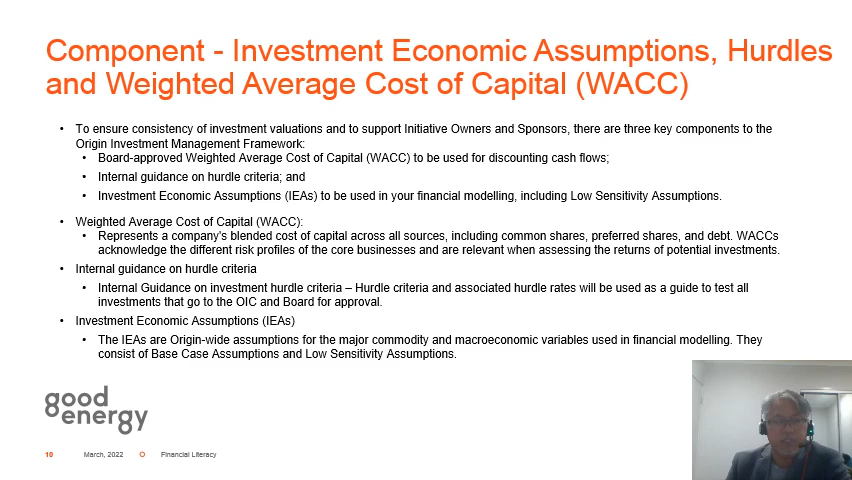 Component - Investment Economic Assumptions, Hurdles
and Weighted Average Cost of Capital (WACC)
• To ensure consistency of investment valuations and to support Initiative Owners and Sponsors, there are three key components to the
Origin Investment Management Framework:
• Board-approved Weighted Average Cost of Capital (WACC) to be used for discounting cash flows;
• Internal guidance on hurdle criteria; and
• Investment Economic Assumptions (IEAs) to be used in your financial modelling, including Low Sensitivity Assumptions.
• Weighted Average Cost of Capital (WACC):
• Represents a company's blended cost of capital across all sources, including common shares, preferred shares, and debt. WACCs
acknowledge the different risk profiles of the core businesses and are relevant when assessing the returns of potential investments.
• Internal guidance on hurdle criteria
• Internal Guidance on investment hurdle criteria – Hurdle criteria and associated hurdle rates will be used as a guide to test all
investments that go to the OIC and Board for approval.
• Investment Economic Assumptions (IEAs)
• The IEAs are Origin-wide assumptions for the major commodity and macroeconomic variables used in financial modelling. They
consist of Base Case Assumptions and Low Sensitivity Assumptions.
good
energy
10 March, 2022 Financial Literacy